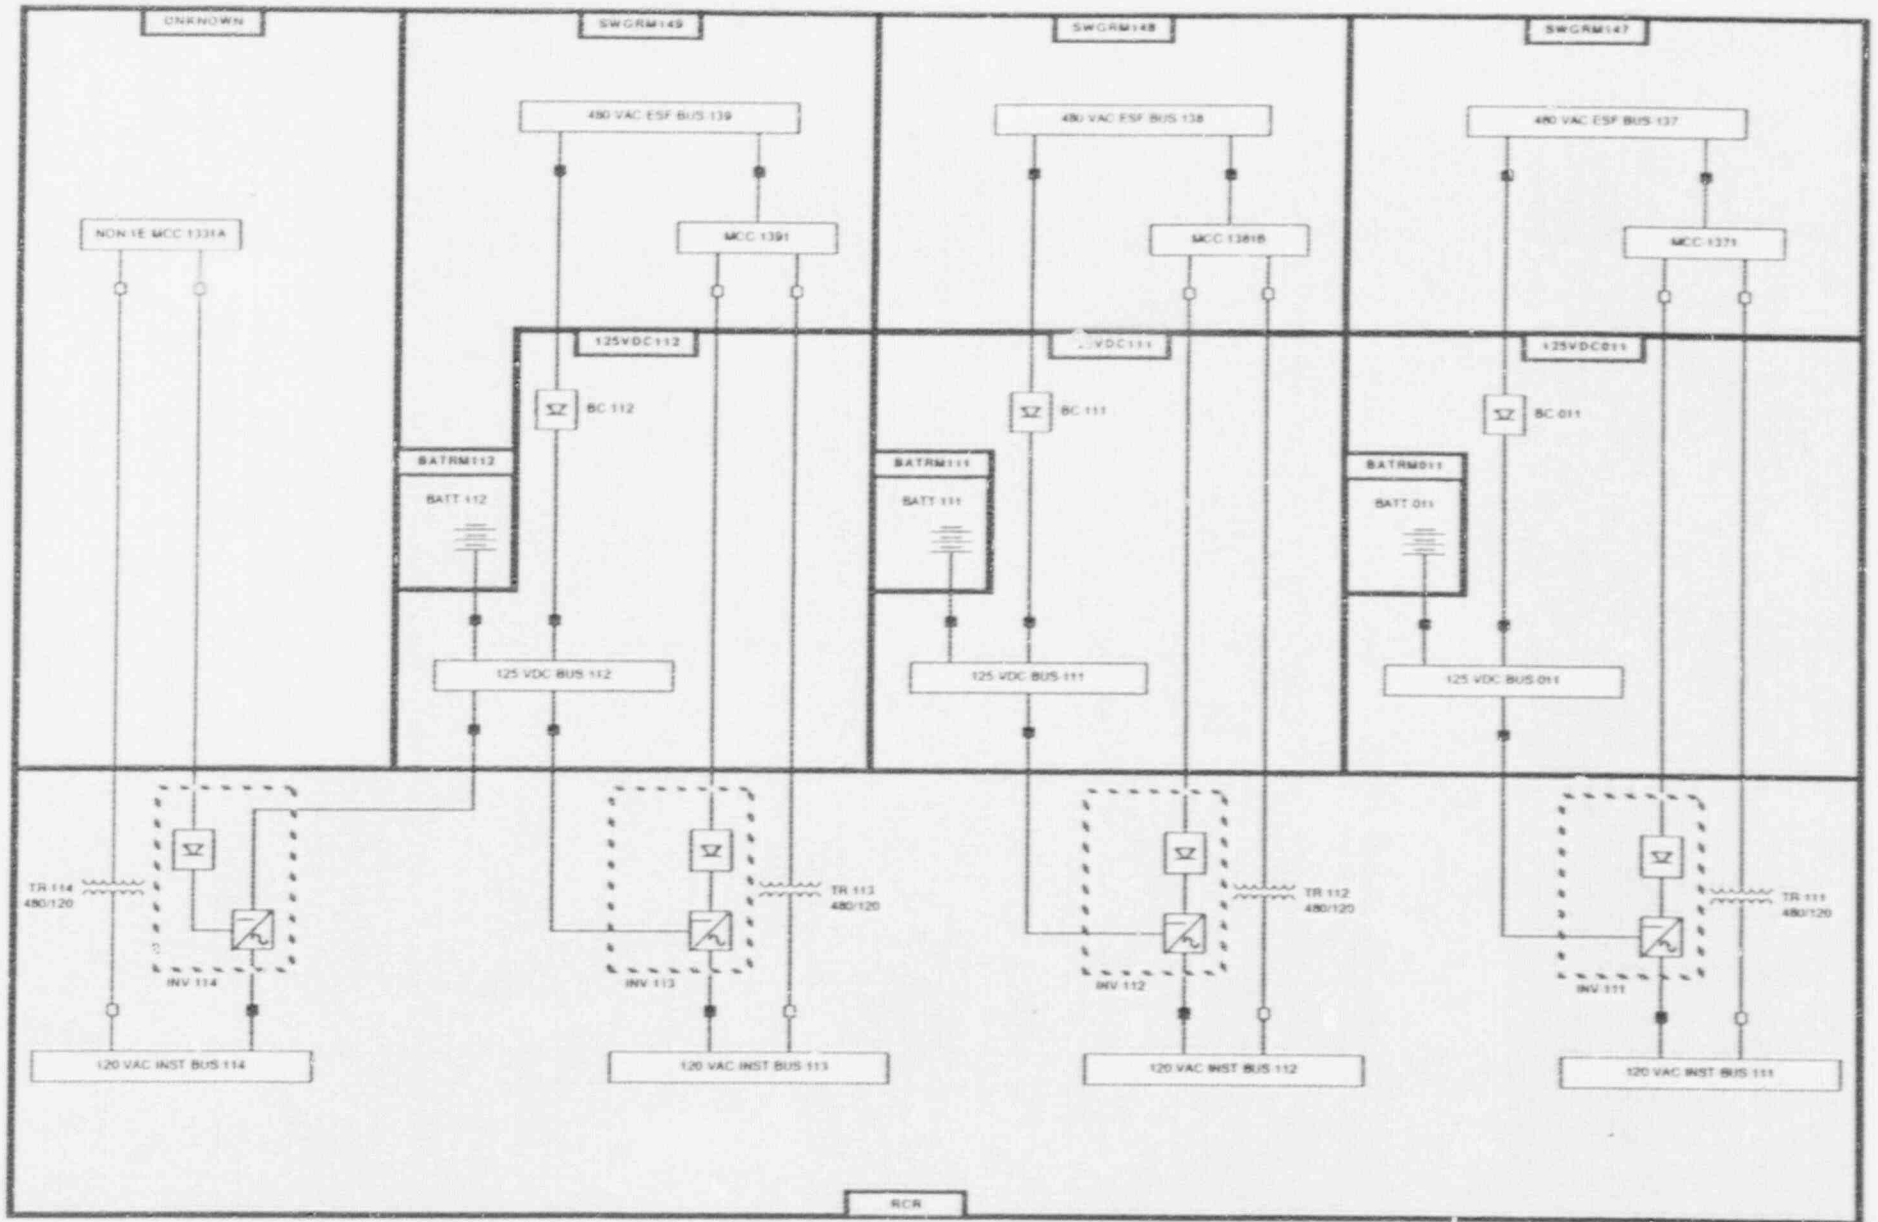 UNKNOWN
SWGRM149
SWGRM148
SWGRM147
480 VAC ESF BUS 139
480 VAC ESF BUS 138
480 VAC ESF BUS 137
NON 1E MCC 1331A
MCC 1391
MCC 1381B
MCC 1371
125VDC112
VDC111
125VDC011
BC 112
BC 111
BC 011
BATRM112
BATRM111
BATRM011
BATT 112
BATT 111
BATT 011
125 VDC BUS 112
125 VDC BUS 111
125 VDC BUS 011
TR 114
480/120
TR 113
480/120
TR 112
480/120
TR 111
480/120
INV 114
INV 113
INV 112
INV 111
120 VAC INST BUS 114
120 VAC INST BUS 113
120 VAC INST BUS 112
120 VAC INST BUS 111
RCR